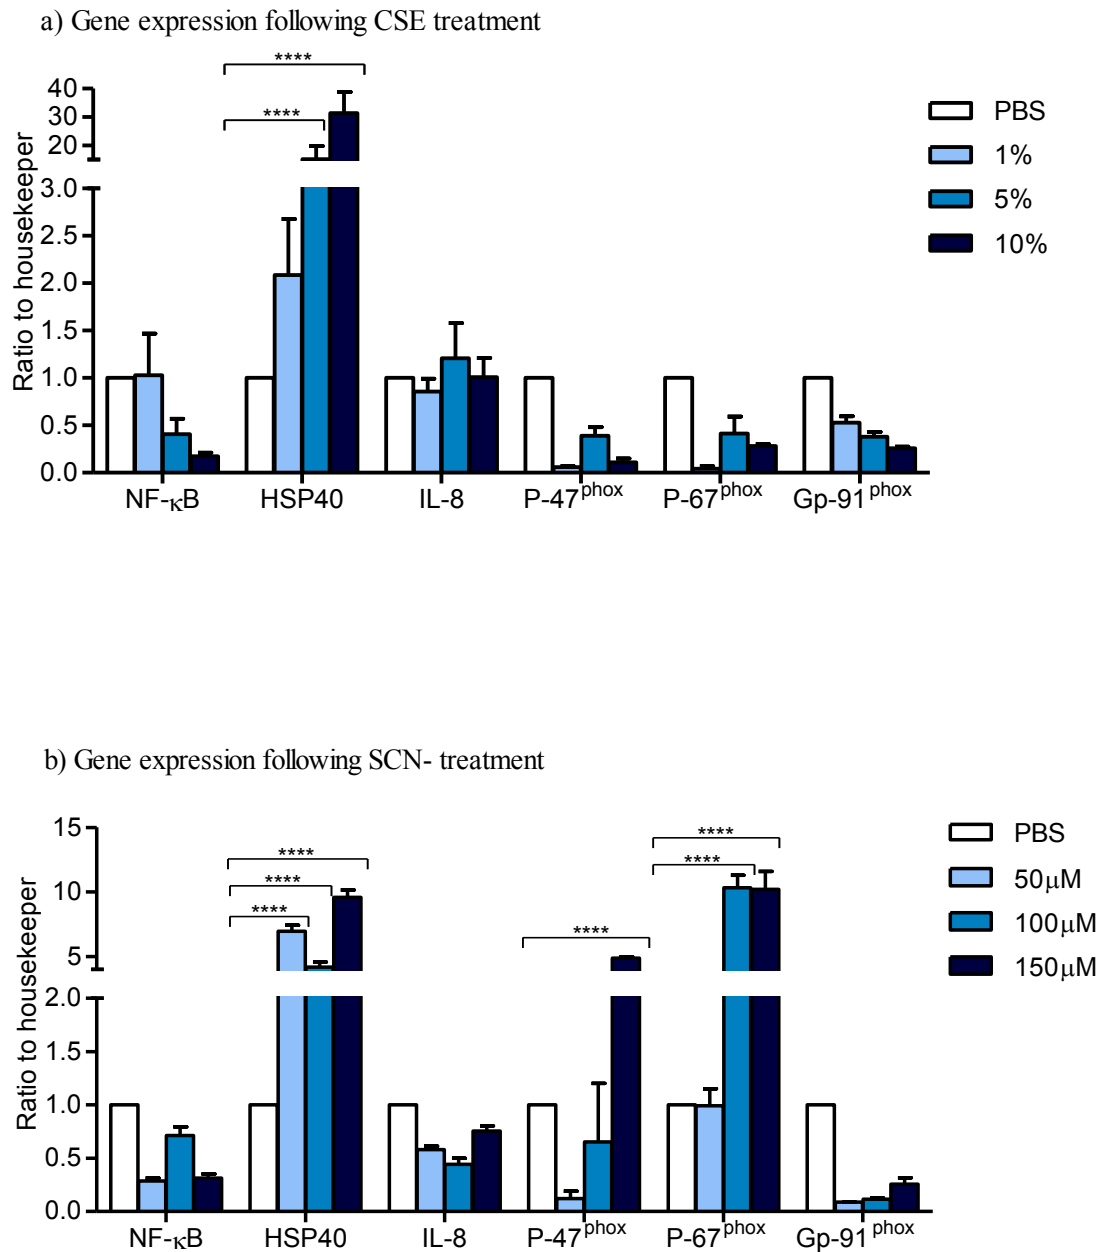 a) Gene expression following CSE treatment
****
****
40
30
20
3.0
2.5
2.0
1.5
1.0
0.5
0.0
Ratio to housekeeper
NF-κB HSP40 IL-8 P-47phox P-67phox Gp-91 phox
PBS
1%
5%
10%
b) Gene expression following SCN- treatment
****
****
****
****
****
****
15
10
5
2.0
1.5
1.0
0.5
0.0
Ratio to housekeeper
NF-κB HSP40 IL-8 P-47phox P-67phox Gp-91 phox
PBS
50μM
100μM
150μM